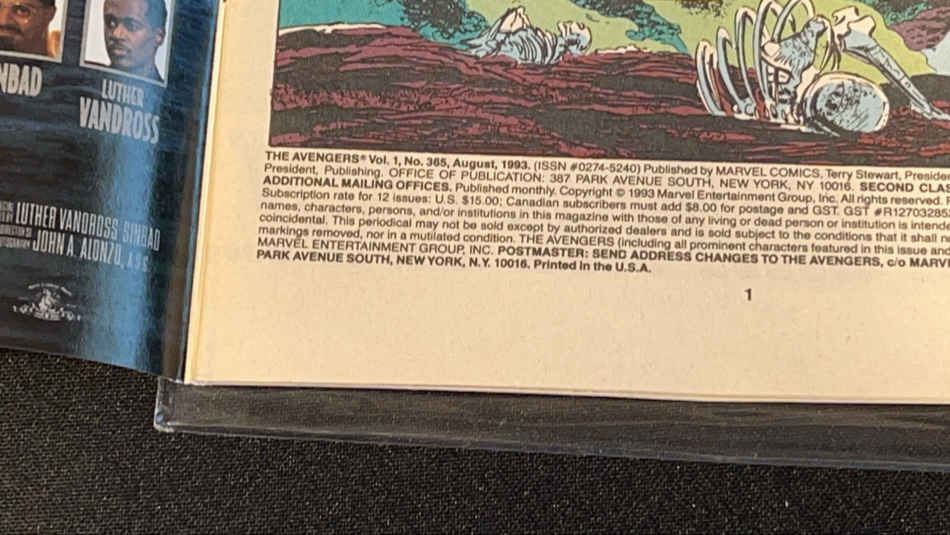 NBAD
LUTHER
VANDROSS
LUTHER VANDROSS SINBAD
JOHN A. ALONZO, A.S.C.
THE AVENGERS® Vol. 1, No. 365, August, 1993. (ISSN #0274-5240) Published by MARVEL COMICS, Terry Stewart, Preside
President, Publishing. OFFICE OF PUBLICATION: 387 PARK AVENUE SOUTH, NEW YORK, NY 10016. SECOND CLA
ADDITIONAL MAILING OFFICES. Published monthly. Copyright © 1993 Marvel Entertainment Group, Inc. All rights reserved.
Subscription rate for 12 issues: U.S. $15.00; Canadian subscribers must add $8.00 for postage and GST. GST #R1270328
names, characters, persons, and/or institutions in this magazine with those of any living or dead person or institution is intende
coincidental. This periodical may not be sold except by authorized dealers and is sold subject to the conditions that it shall
markings removed, nor in a mutilated condition. THE AVENGERS (including all prominent characters featured in this issue and
MARVEL ENTERTAINMENT GROUP, INC. POSTMASTER: SEND ADDRESS CHANGES TO THE AVENGERS, c/o MARV
PARK AVENUE SOUTH, NEW YORK, N.Y. 10016. Printed in the U.S.A.
1